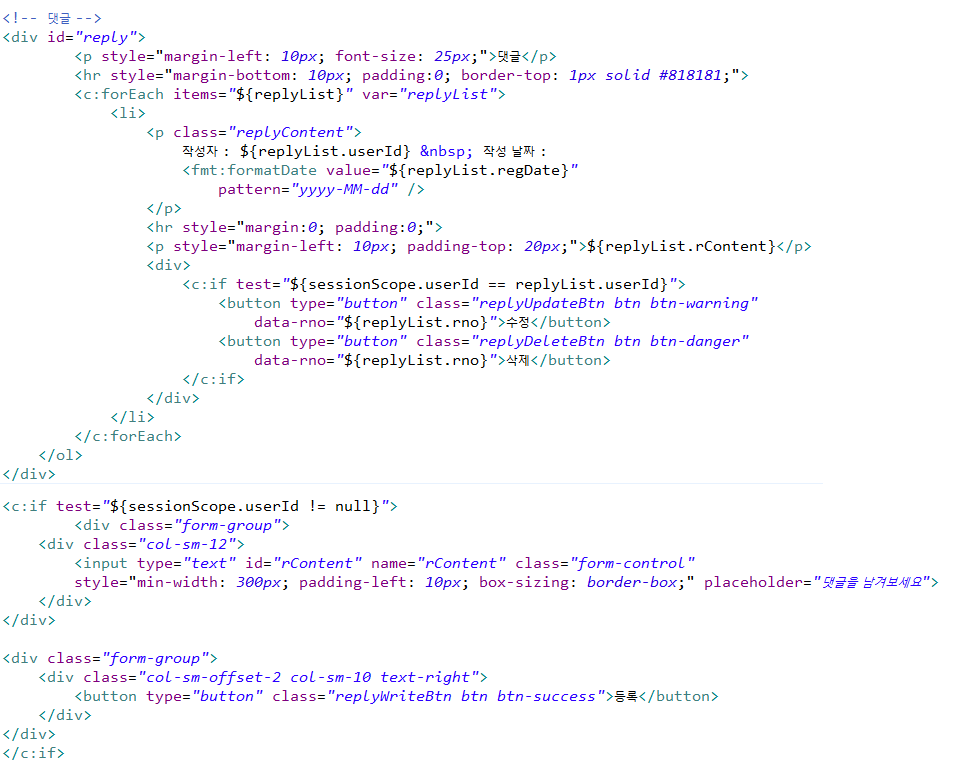 <!-- 댓글 -->
<div id="reply">
<p style="margin-left: 10px; font-size: 25px;">댓글</p>
<hr style="margin-bottom: 10px; padding:0; border-top: 1px solid #818181;">
<c:forEach items="${replyList}" var="replyList">
<li>
<p class="replyContent">
작성자 : ${replyList.userId} &nbsp; 작성 날짜 :
<fmt:formatDate value="${replyList.regDate}"
pattern="yyyy-MM-dd" />
</p>
<hr style="margin:0; padding:0;">
<p style="margin-left: 10px; padding-top: 20px;">${replyList.rContent}</p>
<div>
<c:if test="${sessionScope.userId == replyList.userId}">
<button type="button" class="replyUpdateBtn btn btn-warning"
data-rno="${replyList.rno}">수정</button>
<button type="button" class="replyDeleteBtn btn btn-danger"
data-rno="${replyList.rno}">삭제</button>
</c:if>
</div>
</li>
</c:forEach>
</ol>
</div>
<c:if test="${sessionScope.userId != null}">
<div class="form-group">
<div class="col-sm-12">
<input type="text" id="rContent" name="rContent" class="form-control"
style="min-width: 300px; padding-left: 10px; box-sizing: border-box;" placeholder="댓글을 남겨보세요">
</div>
</div>
<div class="form-group">
<div class="col-sm-offset-2 col-sm-10 text-right">
<button type="button" class="replyWriteBtn btn btn-success">등록</button>
</div>
</div>
</c:if>